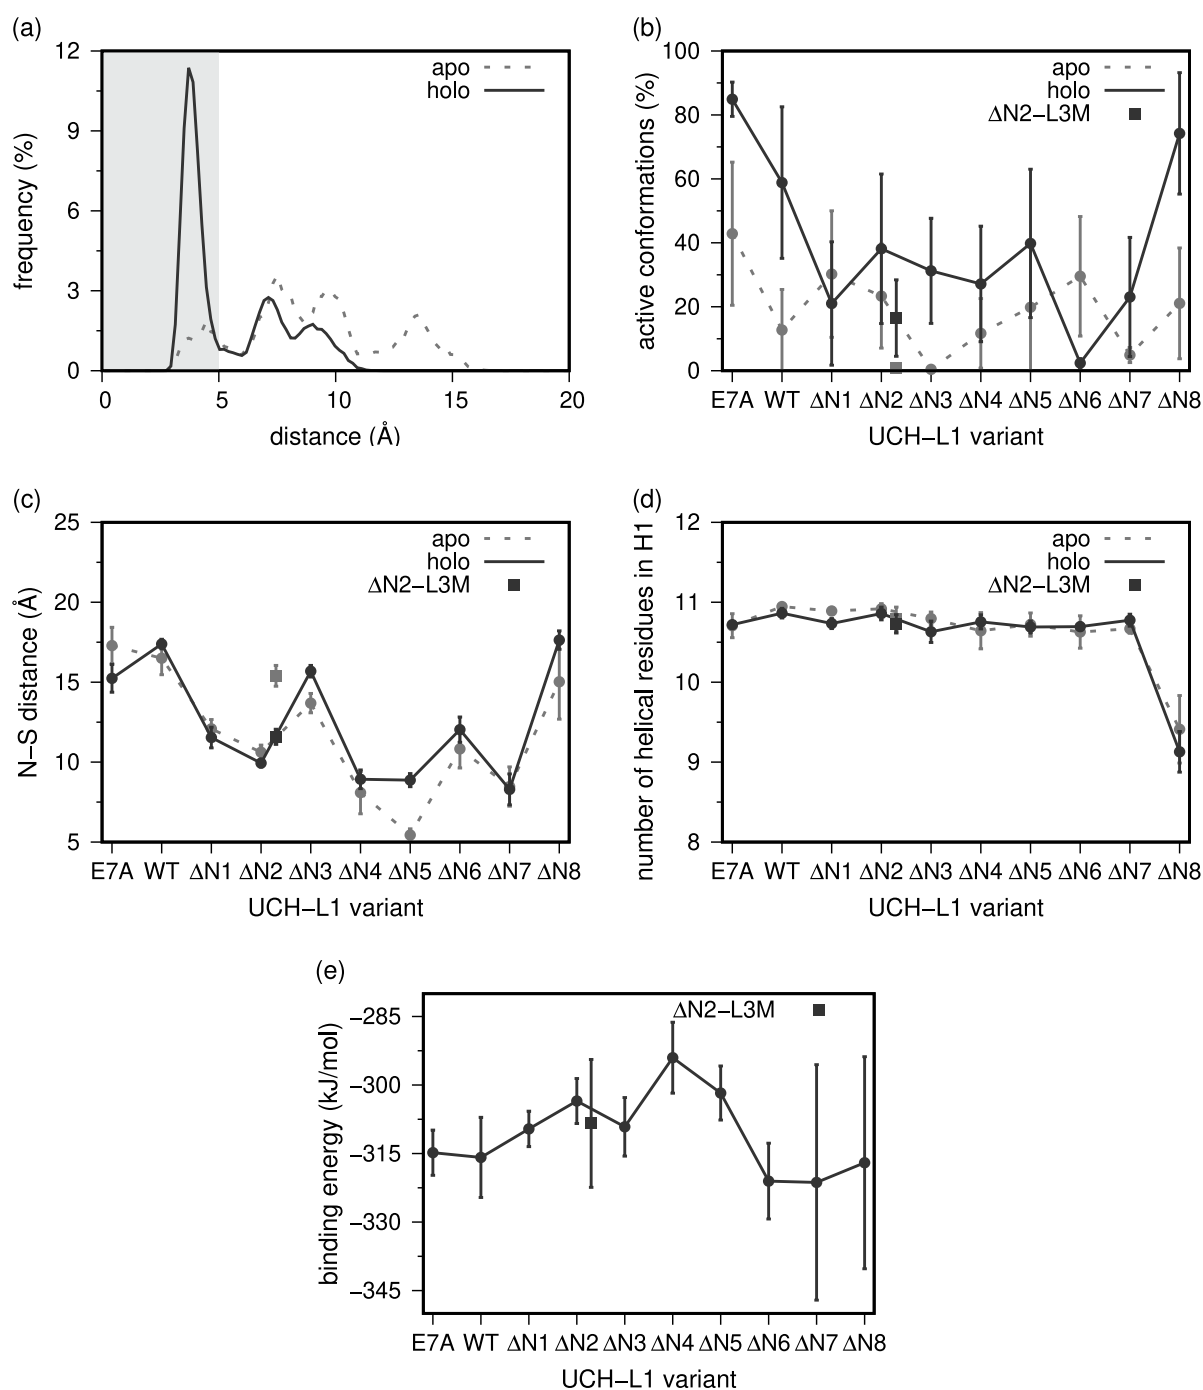 (a)
12
9
6
3
0
frequency (%)
apo
holo
0 5 10 15 20
distance (Å)
(b)
100
80
60
40
20
0
active conformations (%)
apo
holo
ΔN2−L3M
E7A WT ΔN1 ΔN2 ΔN3 ΔN4 ΔN5 ΔN6 ΔN7 ΔN8
UCH−L1 variant
(c)
25
20
15
10
5
N−S distance (Å)
apo
holo
ΔN2−L3M
E7A WT ΔN1 ΔN2 ΔN3 ΔN4 ΔN5 ΔN6 ΔN7 ΔN8
UCH−L1 variant
(d)
12
11
10
9
8
number of helical residues in H1
apo
holo
ΔN2−L3M
E7A WT ΔN1 ΔN2 ΔN3 ΔN4 ΔN5 ΔN6 ΔN7 ΔN8
UCH−L1 variant
(e)
−285
−300
−315
−330
−345
binding energy (kJ/mol)
ΔN2−L3M
E7A WT ΔN1 ΔN2 ΔN3 ΔN4 ΔN5 ΔN6 ΔN7 ΔN8
UCH−L1 variant